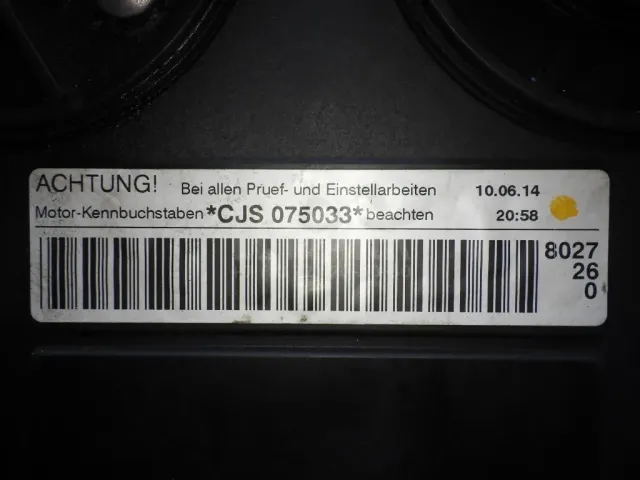 ACHTUNG! Bei allen Pruef- und Einstellarbeiten 10.06.14
Motor-Kennbuchstaben *CJS 075033* beachten 20:58
8027
26
0